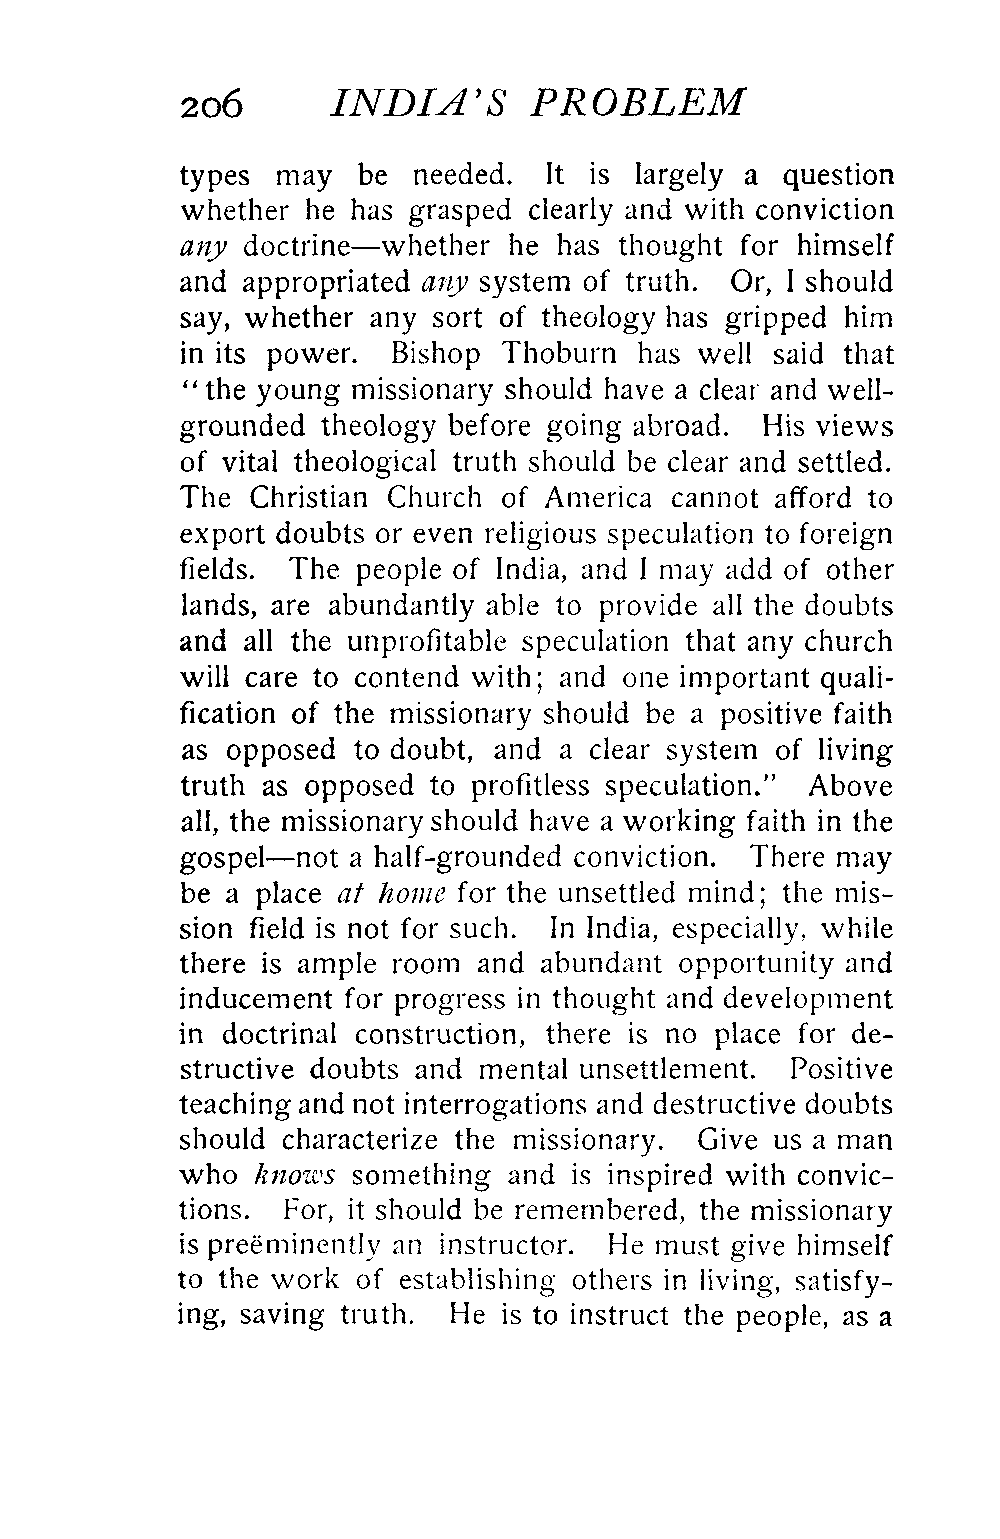 206 INDIA'S PROBLEM
types may be needed. It is largely a question
whether he has grasped clearly and with conviction
any doctrine—whether he has thought for himself
and appropriated any system of truth. Or, I should
say, whether any sort of theology has gripped him
in its power. Bishop Thoburn has well said that
"the young missionary should have a clear and well-
grounded theology before going abroad. His views
of vital theological truth should be clear and settled.
The Christian Church of America cannot afford to
export doubts or even religious speculation to foreign
fields. The people of India, and I may add of other
lands, are abundantly able to provide all the doubts
and all the unprofitable speculation that any church
will care to contend with; and one important quali-
fication of the missionary should be a positive faith
as opposed to doubt, and a clear system of living
truth as opposed to profitless speculation." Above
all, the missionary should have a working faith in the
gospel—not a half-grounded conviction. There may
be a place at home for the unsettled mind; the mis-
sion field is not for such. In India, especially, while
there is ample room and abundant opportunity and
inducement for progress in thought and development
in doctrinal construction, there is no place for de-
structive doubts and mental unsettlement. Positive
teaching and not interrogations and destructive doubts
should characterize the missionary. Give us a man
who knows something and is inspired with convic-
tions. For, it should be remembered, the missionary
is preëminently an instructor. He must give himself
to the work of establishing others in living, satisfy-
ing, saving truth. He is to instruct the people, as a